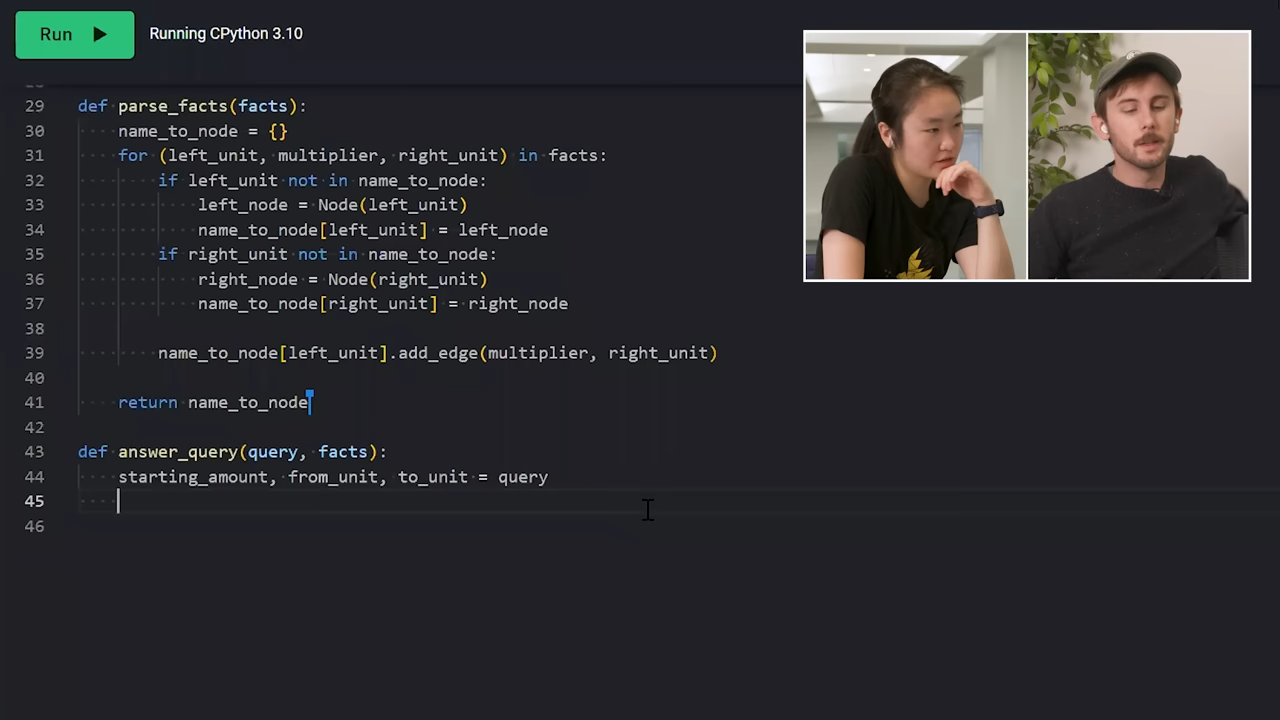 Run
Running CPython 3.10
29 def parse_facts(facts):
30 name_to_node = {}
31 for (left_unit, multiplier, right_unit) in facts:
32 if left_unit not in name_to_node:
33 left_node = Node(left_unit)
34 name_to_node[left_unit] = left_node
35 if right_unit not in name_to_node:
36 right_node = Node(right_unit)
37 name_to_node[right_unit] = right_node
38
39 name_to_node[left_unit].add_edge(multiplier, right_unit)
40
41 return name_to_node
42
43 def answer_query(query, facts):
44 starting_amount, from_unit, to_unit = query
45
46